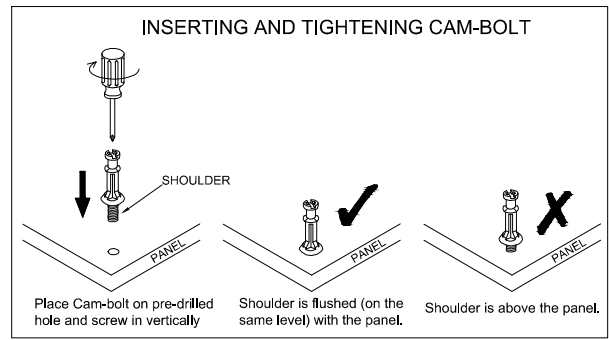 INSERTING AND TIGHTENING CAM-BOLT
SHOULDER
PANEL
PANEL
PANEL
Place Cam-bolt on pre-drilled
hole and screw in vertically
Shoulder is flushed (on the
same level) with the panel.
Shoulder is above the panel.